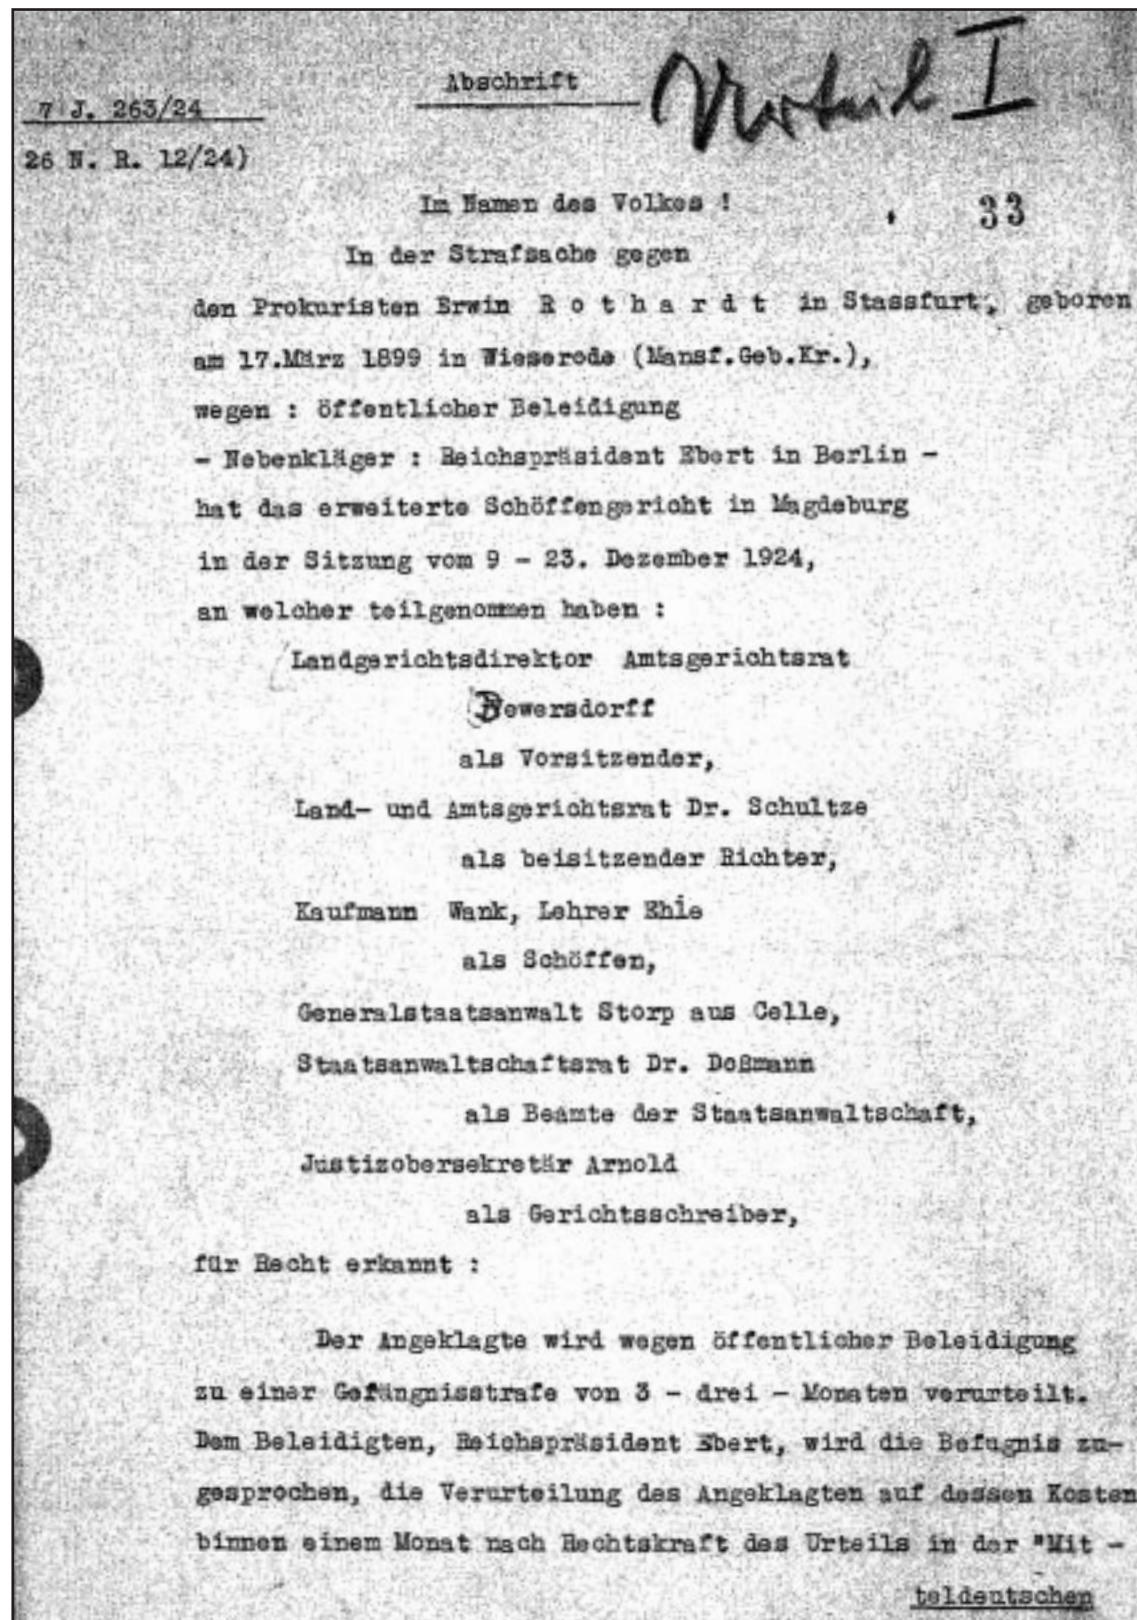 Abschrift
Urteil I
7 J. 263/24
26 N. R. 12/24)
Im Namen des Volkes !
33
In der Strafsache gegen
den Prokuristen Erwin R o t h a r d t in Stassfurt, geboren
am 17.März 1899 in Wieserode (Mansf.Geb.Kr.),
wegen : öffentlicher Beleidigung
- Nebenkläger : Reichspräsident Ebert in Berlin -
hat das erweiterte Schöffengericht in Magdeburg
in der Sitzung vom 9 - 23. Dezember 1924,
an welcher teilgenommen haben :
Landgerichtsdirektor Amtsgerichtsrat
Bewersdorff
als Vorsitzender,
Land- und Amtsgerichtsrat Dr. Schultze
als beisitzender Richter,
Kaufmann Wank, Lehrer Ehle
als Schöffen,
Generalstaatsanwalt Storp aus Celle,
Staatsanwaltschaftsrat Dr. Doßmann
als Beamte der Staatsanwaltschaft,
Justizobersekretär Arnold
als Gerichtsschreiber,
für Recht erkannt :
Der Angeklagte wird wegen öffentlicher Beleidigung
zu einer Gefängnisstrafe von 3 - drei - Monaten verurteilt.
Dem Beleidigten, Reichspräsident Ebert, wird die Befugnis zu-
gesprochen, die Verurteilung des Angeklagten auf dessen Kosten
binnen einem Monat nach Rechtskraft des Urteils in der "Mit -
teldeutschen